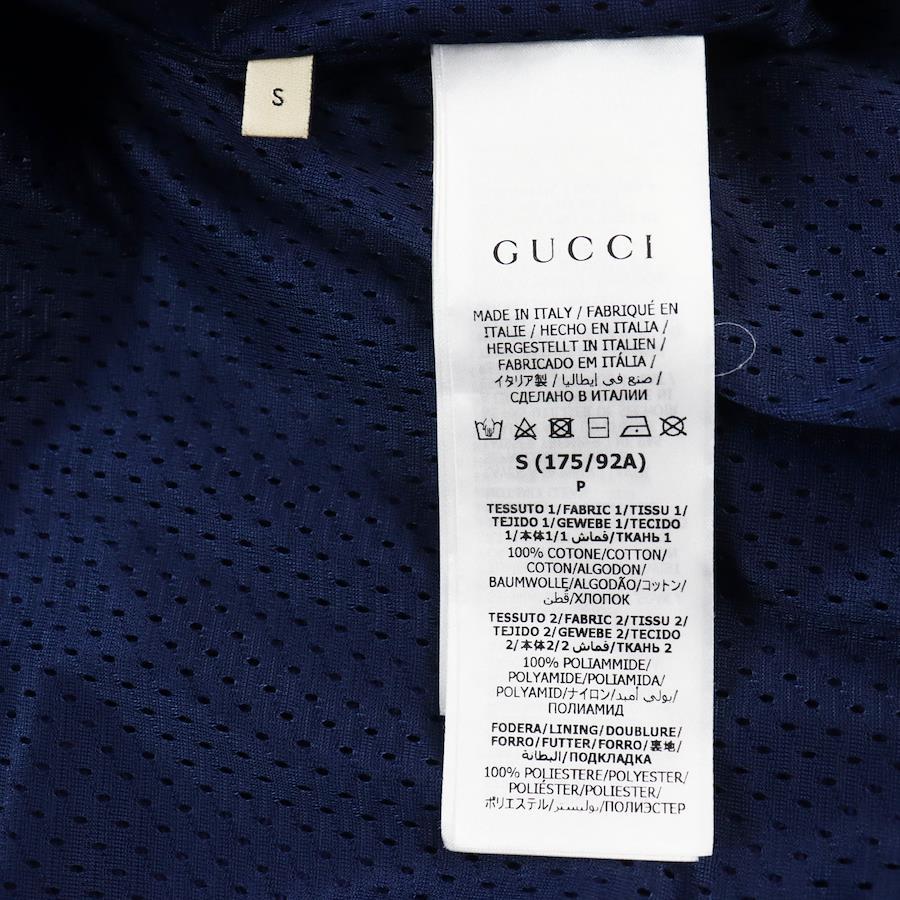 S
GUCCI
MADE IN ITALY / FABRIQUÉ EN
ITALIE / HECHO EN ITALIA /
HERGESTELLT IN ITALIEN /
FABRICADO EM ITÁLIA /
イタリア製 / صنع في إيطاليا /
СДЕЛАНО В ИТАЛИИ
S (175/92A)
P
TESSUTO 1/FABRIC 1/TISSU 1/
TEJIDO 1/GEWEBE 1/TECIDO
1/本体1/قماش 1/ТКАНЬ 1
100% COTONE/COTTON/
COTON/ALGODON/
BAUMWOLLE/ALGODÃO/コットン/
قطن/ХЛОПОК
TESSUTO 2/FABRIC 2/TISSU 2/
TEJIDO 2/GEWEBE 2/TECIDO
2/本体2/قماش 2/ТКАНЬ 2
100% POLIAMMIDE/
POLYAMIDE/POLIAMIDA/
POLYAMID/ナイロン/بولي أميد/
ПОЛИАМИД
FODERA/LINING/DOUBLURE/
FORRO/FUTTER/FORRO/裏地/
البطانة/ПОДКЛАДКА
100% POLIESTERE/POLYESTER/
POLIÉSTER/POLIESTER/
ポリエステル/بوليستر/ПОЛИЭСТЕР